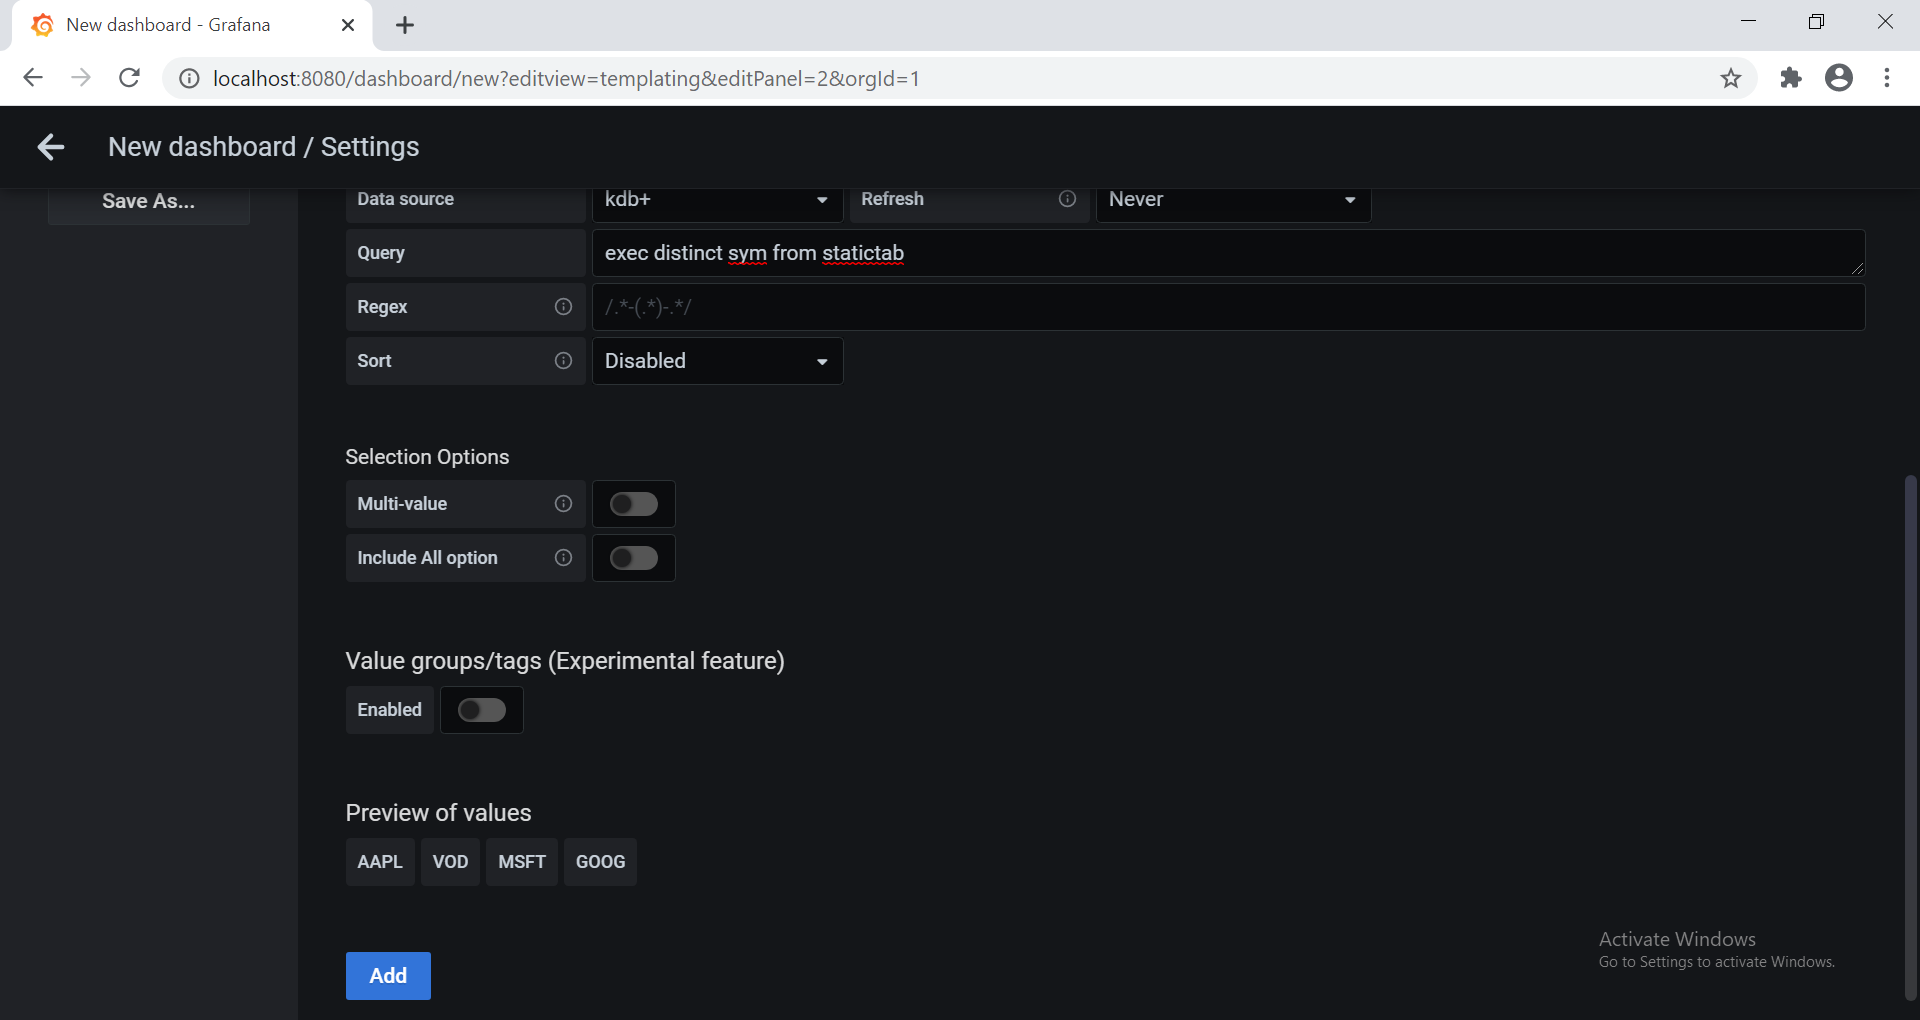 New dashboard - Grafana
localhost:8080/dashboard/new?editview=templating&editPanel=2&orgId=1
New dashboard / Settings
Save As...
Data source kdb+ Refresh Never
Query exec distinct sym from statictab
Regex /.*-(.*)-.*/
Sort Disabled
Selection Options
Multi-value
Include All option
Value groups/tags (Experimental feature)
Enabled
Preview of values
AAPL VOD MSFT GOOG
Add
Activate Windows
Go to Settings to activate Windows.